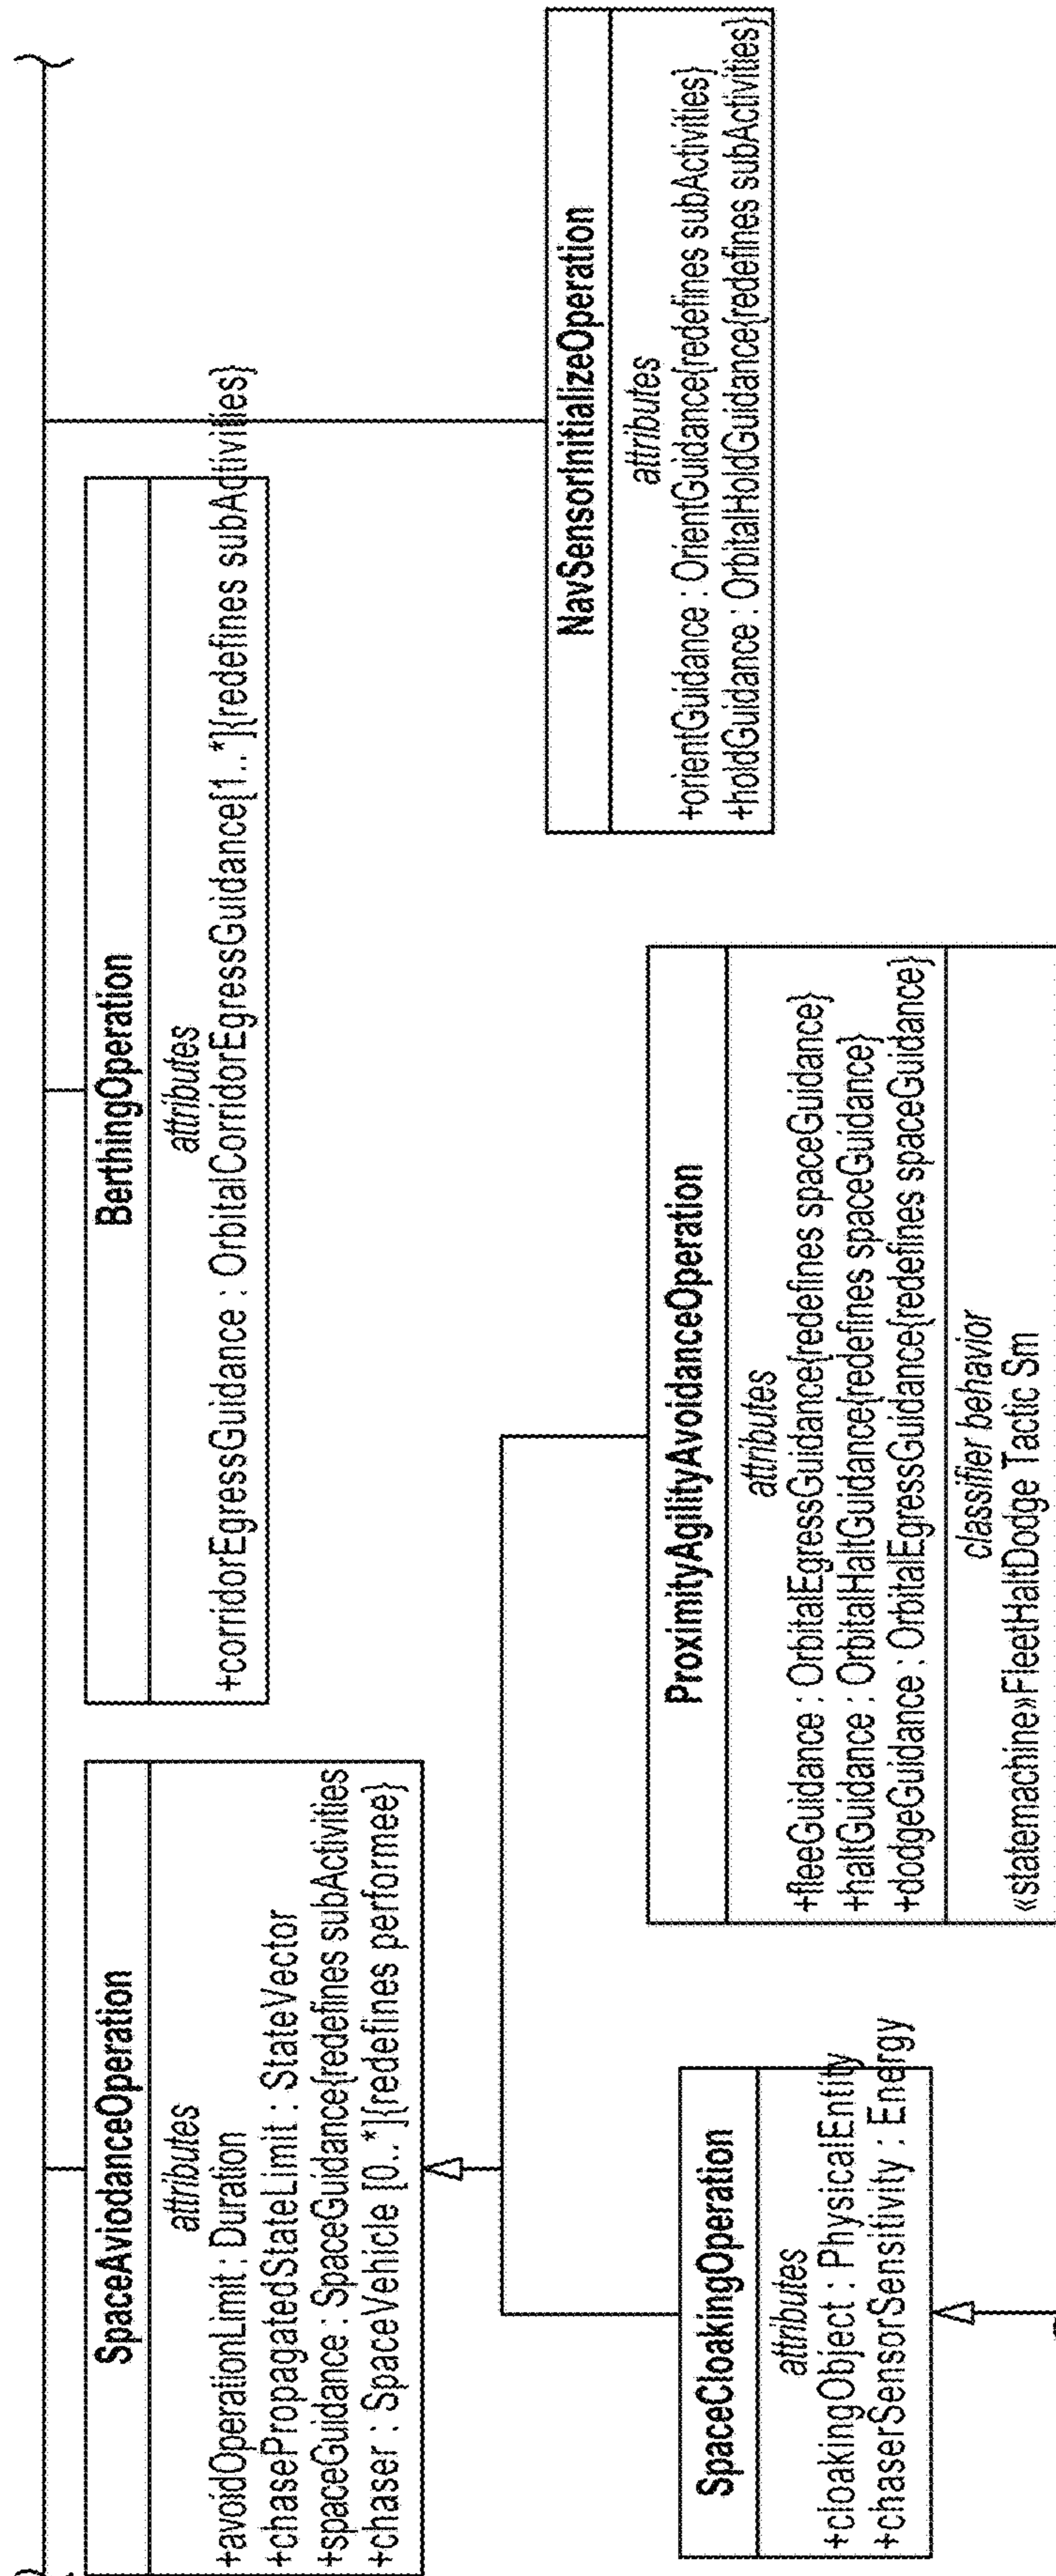 SpaceAviodanceOperation
attributes
+avoidOperationLimit : Duration
+chasePropagatedStateLimit : StateVector
+spaceGuidance : SpaceGuidance{redefines subActivities
+chaser : SpaceVehicle [0..*]{redefines performee}
BerthingOperation
attributes
+corridorEgressGuidance : OrbitalCorridorEgressGuidance[1..*]{redefines subActivities}
SpaceCloakingOperation
attributes
+cloakingObject : PhysicalEntity
+chaserSensorSensitivity : Energy
ProximityAgilityAvoidanceOperation
attributes
+fleeGuidance : OrbitalEgressGuidance{redefines spaceGuidance}
+haltGuidance : OrbitalHaltGuidance{redefines spaceGuidance}
+dodgeGuidance : OrbitalEgressGuidance{redefines spaceGuidance}
classifier behavior
«statemachine»FleetHaltDodge Tactic Sm
NavSensorInitializeOperation
attributes
+orientGuidance : OrientGuidance{redefines subActivities}
+holdGuidance : OrbitalHoldGuidance{redefines subActivities}